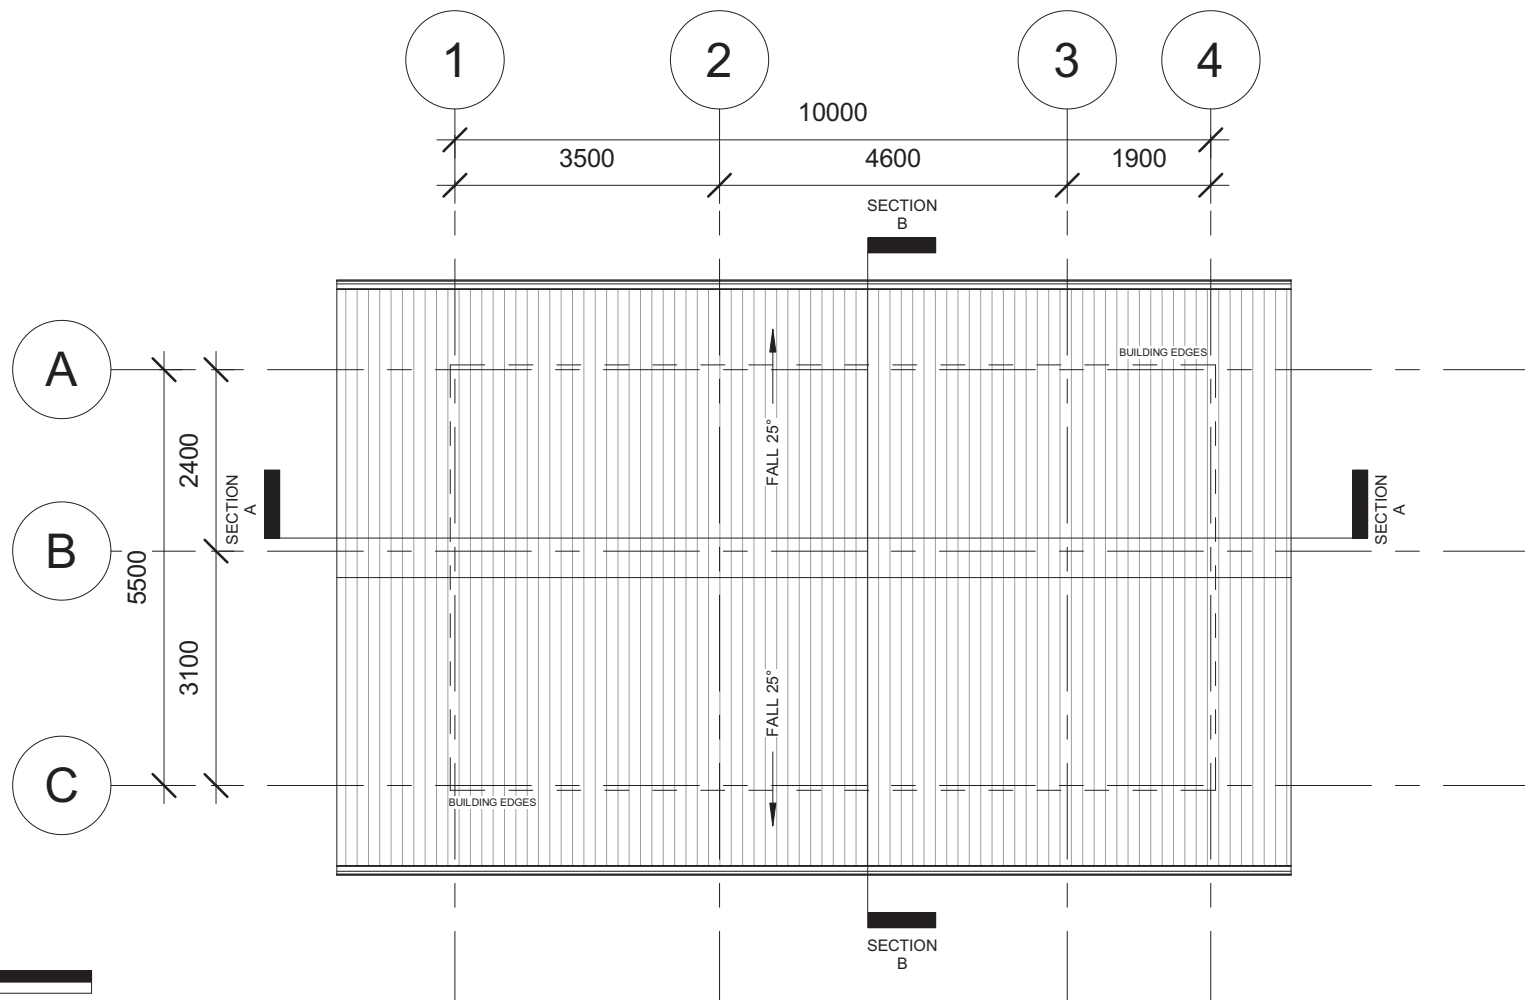 1
2
3
4
10000
3500
4600
1900
SECTION
B
BUILDING EDGES
A
FALL 25°
2400
SECTION
A
SECTION
A
B
5500
3100
FALL 25°
C
BUILDING EDGES
SECTION
B